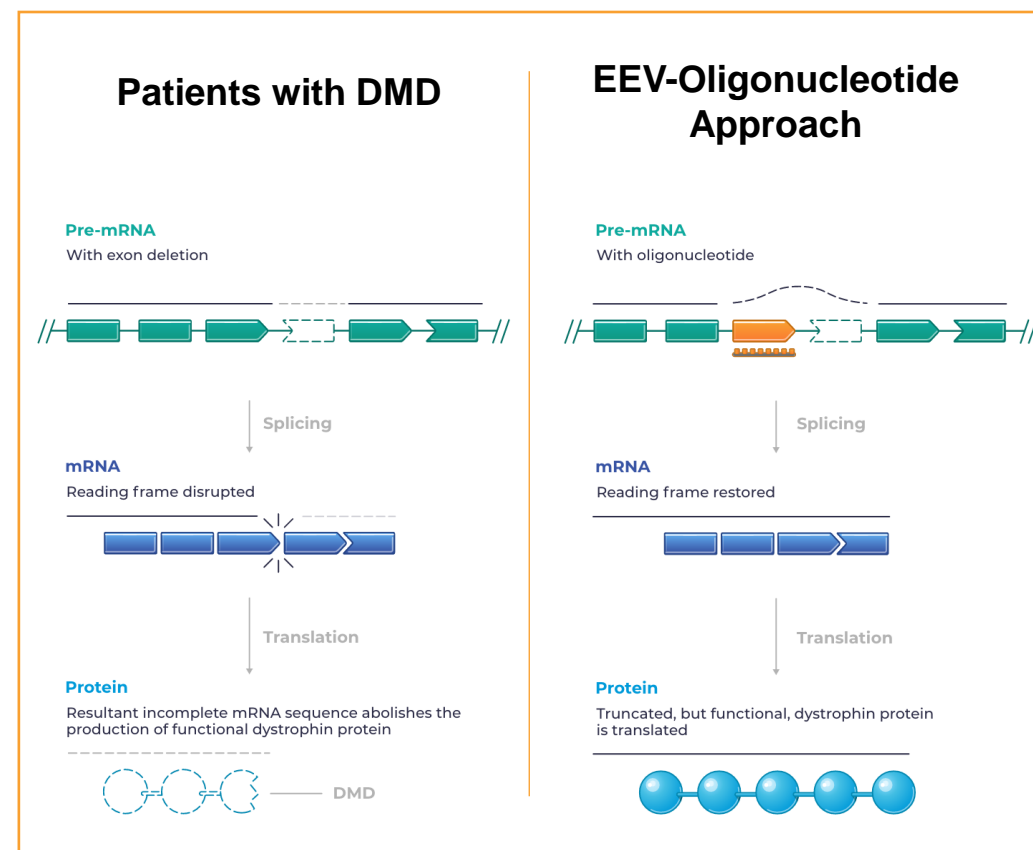 Patients with DMD
Pre-mRNA
With exon deletion
Splicing
mRNA
Reading frame disrupted
Translation
Protein
Resultant incomplete mRNA sequence abolishes the
production of functional dystrophin protein
DMD
EEV-Oligonucleotide
Approach
Pre-mRNA
With oligonucleotide
Splicing
mRNA
Reading frame restored
Translation
Protein
Truncated, but functional, dystrophin protein
is translated